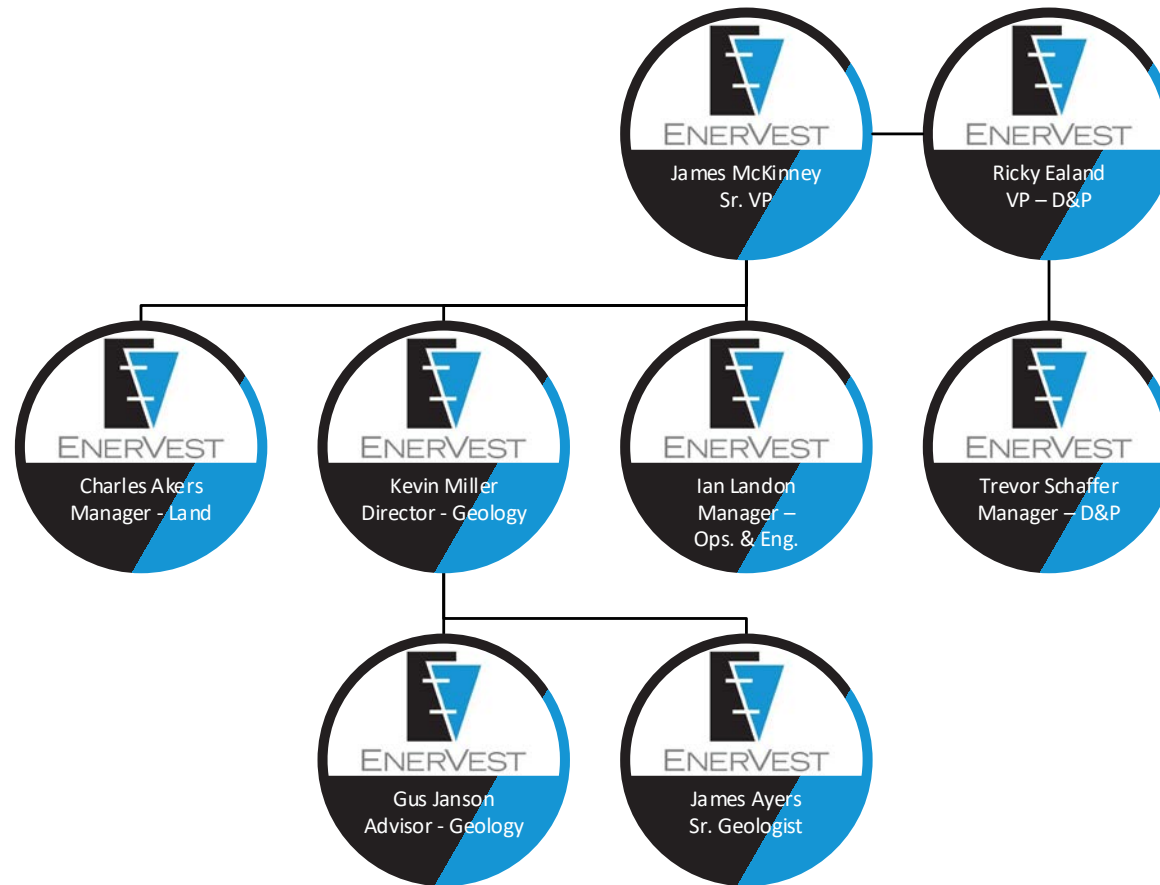 ENERVEST
James McKinney
Sr. VP
ENERVEST
Ricky Ealand
VP – D&P
ENERVEST
Charles Akers
Manager - Land
ENERVEST
Kevin Miller
Director - Geology
ENERVEST
Ian Landon
Manager –
Ops. & Eng.
ENERVEST
Trevor Schaffer
Manager – D&P
ENERVEST
Gus Janson
Advisor - Geology
ENERVEST
James Ayers
Sr. Geologist